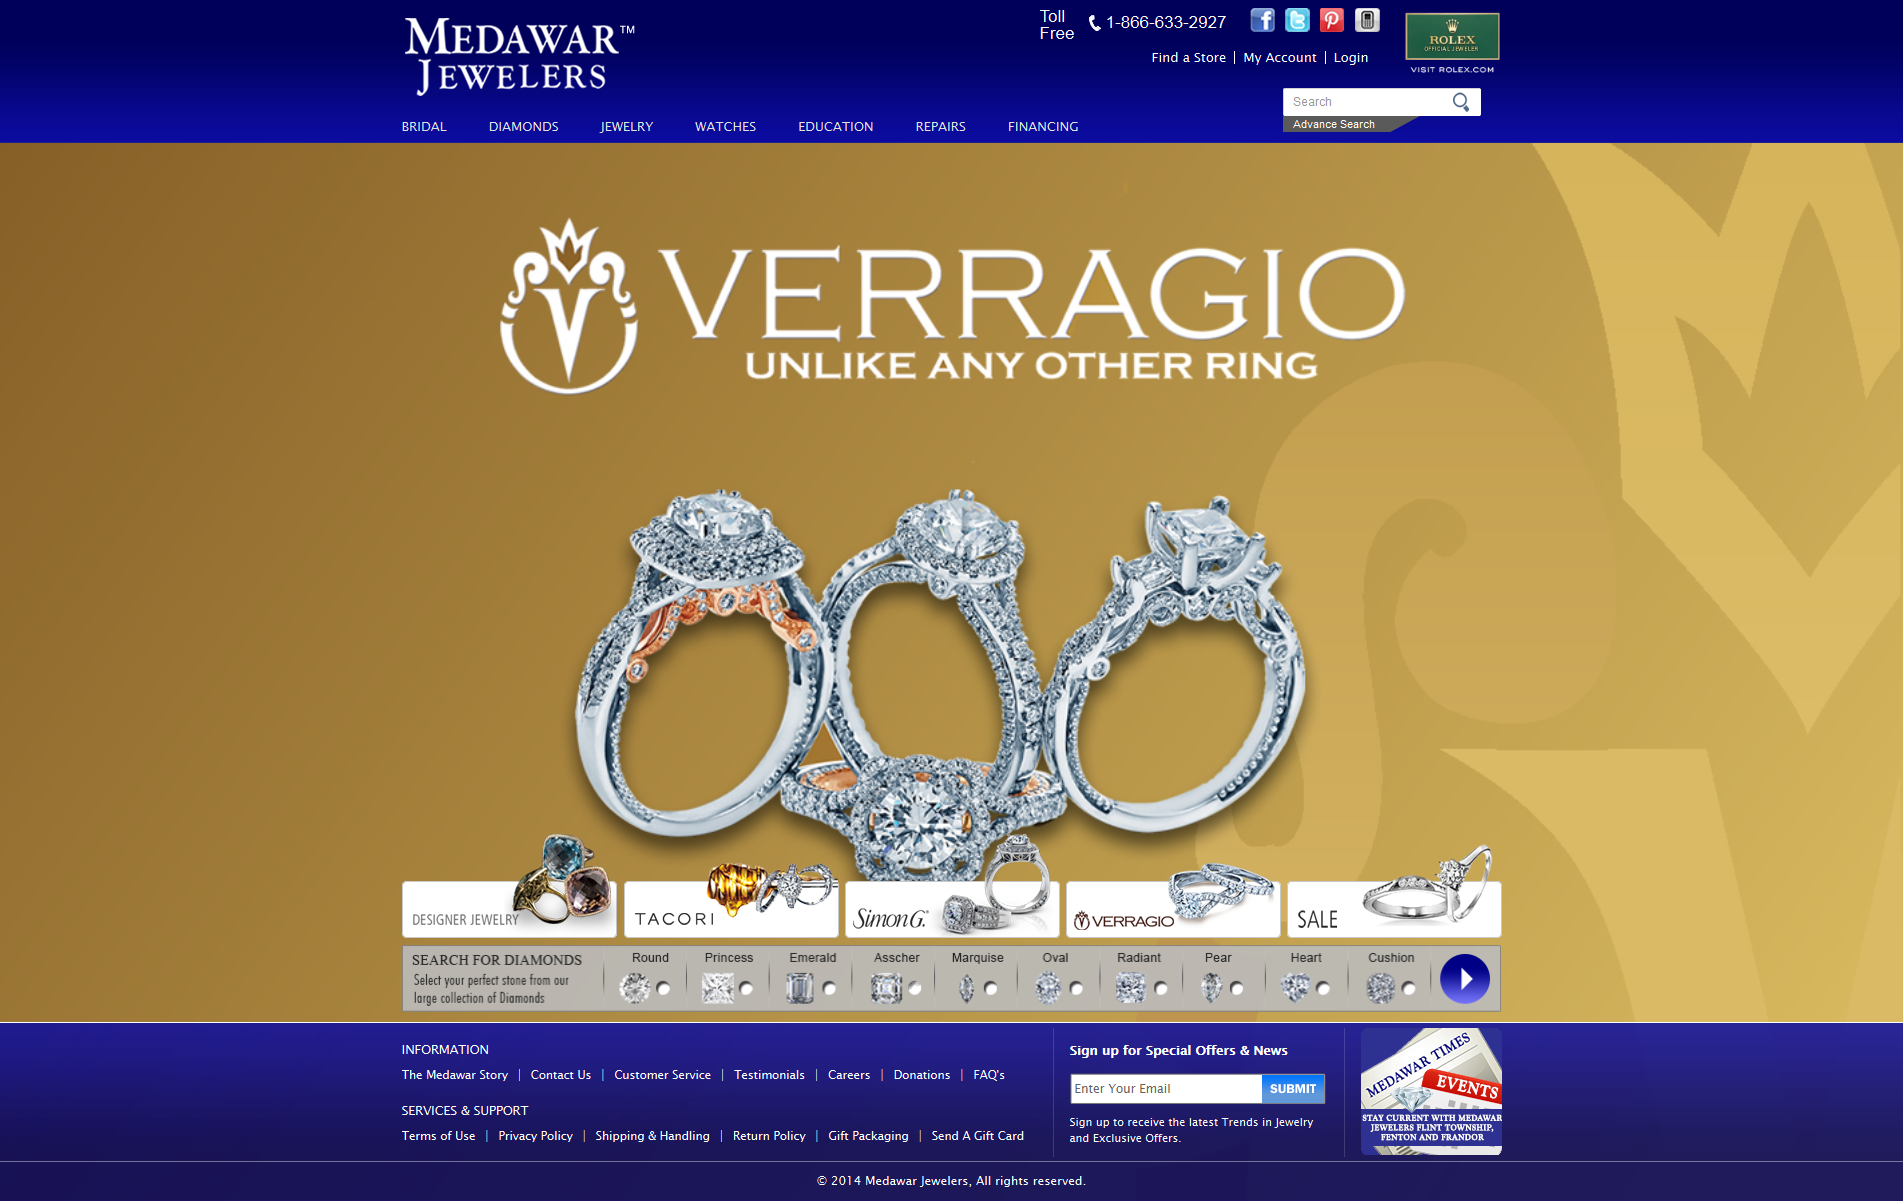 MEDAWAR™
JEWELERS
Toll
Free
1-866-633-2927
Find a Store | My Account | Login
ROLEX
OFFICIAL JEWELER
VISIT ROLEX.COM
Search
Advance Search
BRIDAL DIAMONDS JEWELRY WATCHES EDUCATION REPAIRS FINANCING
VERRAGIO
UNLIKE ANY OTHER RING
DESIGNER JEWELRY
TACORI
Simon G.®
VERRAGIO
SALE
SEARCH FOR DIAMONDS
Select your perfect stone from our
large collection of Diamonds
Round Princess Emerald Asscher Marquise Oval Radiant Pear Heart Cushion
INFORMATION
The Medawar Story | Contact Us | Customer Service | Testimonials | Careers | Donations | FAQ's
SERVICES & SUPPORT
Terms of Use | Privacy Policy | Shipping & Handling | Return Policy | Gift Packaging | Send A Gift Card
Sign up for Special Offers & News
Enter Your Email
SUBMIT
Sign up to receive the latest Trends in Jewelry
and Exclusive Offers.
MEDAWAR TIMES
EVENTS
STAY CURRENT WITH MEDAWAR
JEWELERS FLINT TOWNSHIP,
FENTON AND FRANDOR
© 2014 Medawar Jewelers, All rights reserved.